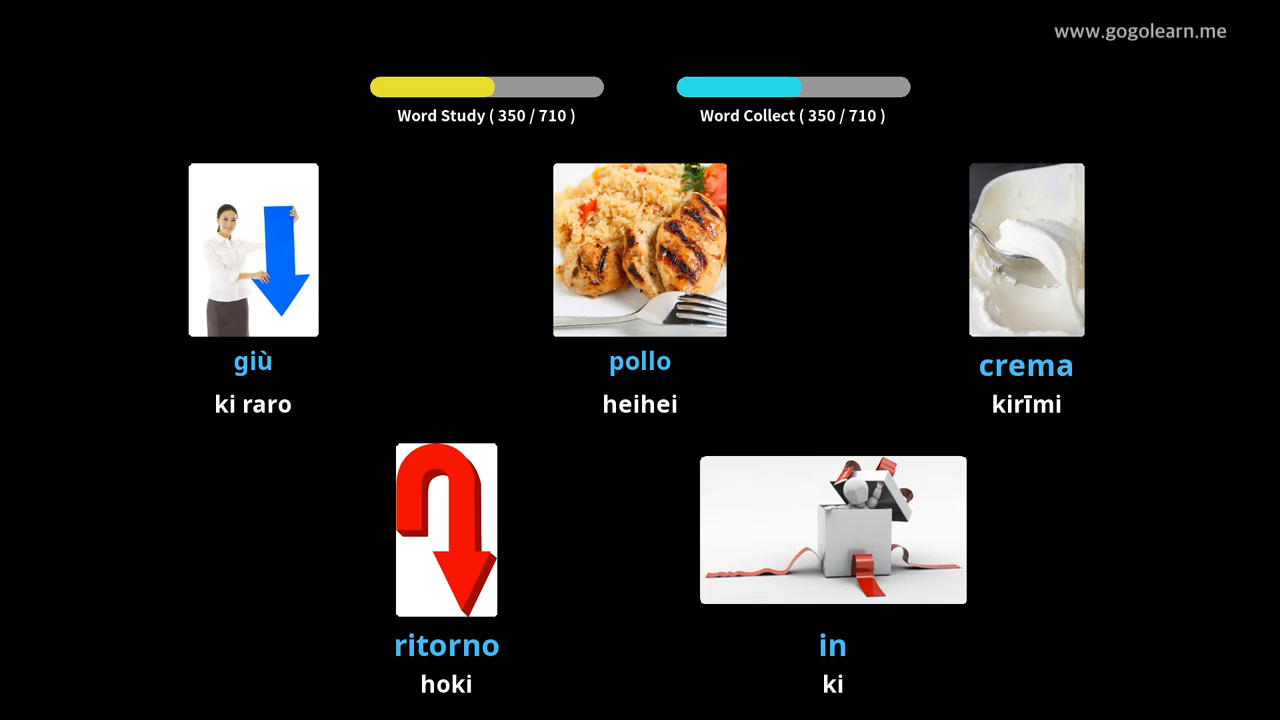 www.gogolearn.me
Word Study ( 350 / 710 )
Word Collect ( 350 / 710 )
giù
ki raro
pollo
heihei
crema
kirīmi
ritorno
hoki
in
ki